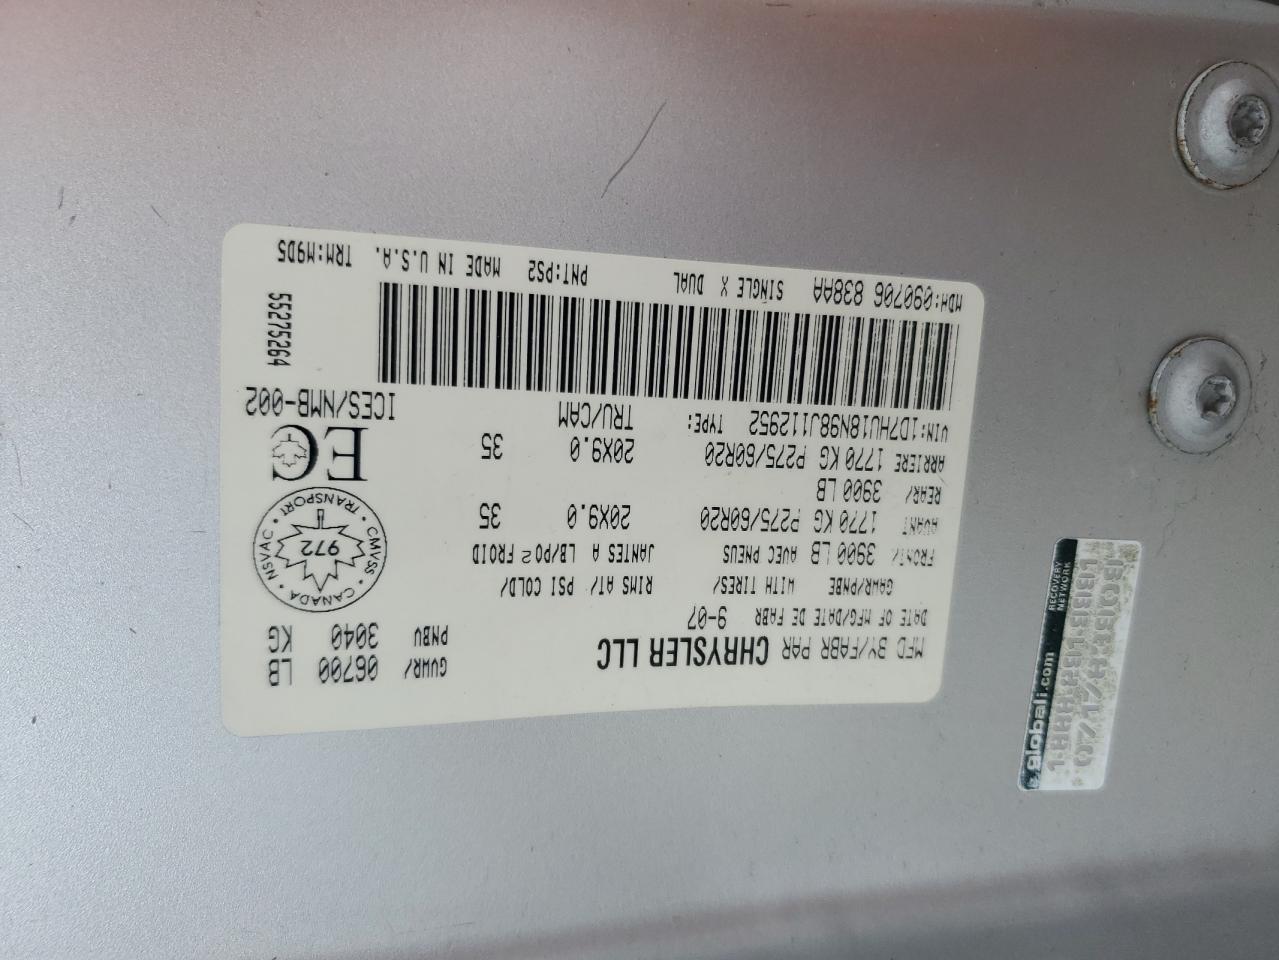 MFD BY/FABR PAR CHRYSLER LLC
GVWR/ PNBV
06700 LB
3040 KG
DATE OF MFG/DATE DE FABR 9-07
GAWR/PNBE WITH TIRES/ RIMS AT/ PSI COLD/
FRONT/ 3900 LB AVEC PNEUS JANTES A LB/PO² FROID
AVANT 1770 KG P275/60R20 20X9.0 35
REAR/ 3900 LB
ARRIERE 1770 KG P275/60R20 20X9.0 35
VIN:1D7HU18N98J112952 TYPE: TRU/CAM
MDH:090706 838AA SINGLE X DUAL PNT:PS2 MADE IN U.S.A. TRM:M9DS
CANADA • CMVSS • TRANSPORT • NSVAC •
972
EC
ICES/NMB-002
55275264
globali.com
RECOVERY
NETWORK